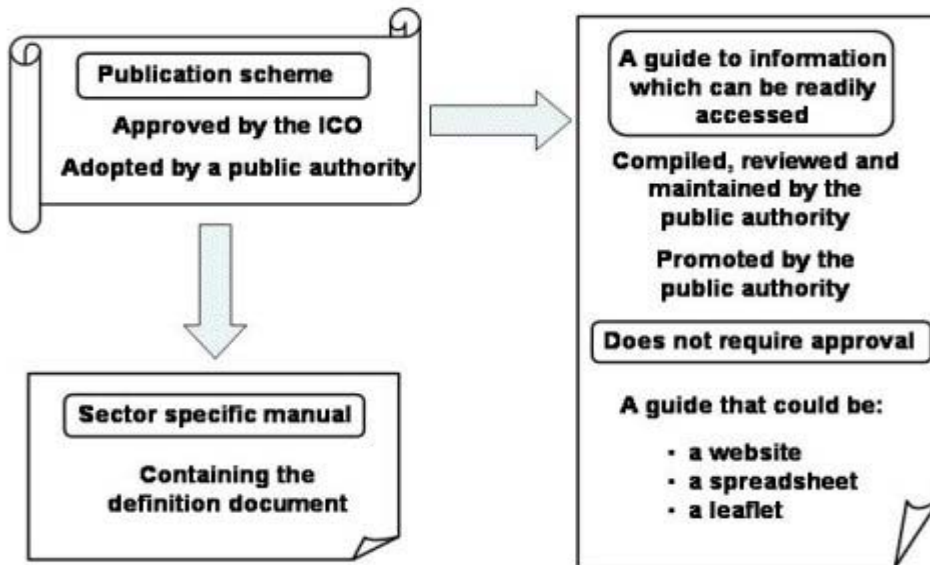 Publication scheme
Approved by the ICO
Adopted by a public authority
Sector specific manual
Containing the
definition document
A guide to information
which can be readily
accessed
Compiled, reviewed and
maintained by the
public authority
Promoted by the
public authority
Does not require approval
A guide that could be:
· a website
· a spreadsheet
· a leaflet